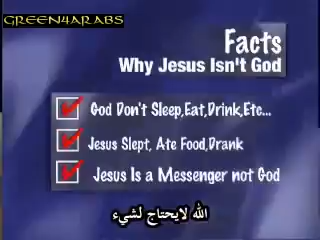 GREEN4ARABS
Facts
Why Jesus Isn't God
God Don't Sleep,Eat,Drink,Etc...
Jesus Slept, Ate Food,Drank
Jesus Is a Messenger not God
الله لايحتاج لشيء